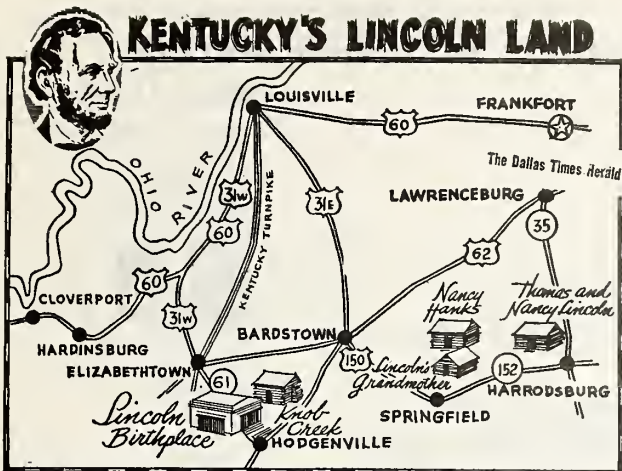 KENTUCKY'S LINCOLN LAND
LOUISVILLE
FRANKFORT
60
The Dallas Times Herald
OHIO
RIVER
31W
31E
LAWRENCEBURG
35
60
KENTUCKY TURNPIKE
62
60
CLOVERPORT
31W
Nancy
Hanks
Thomas and
Nancy Lincoln
HARDINSBURG
BARDSTOWN
150
Lincoln's
Grandmother
ELIZABETHTOWN
61
152
HARRODSBURG
Lincoln
Birthplace
Knob
Creek
SPRINGFIELD
HODGENVILLE